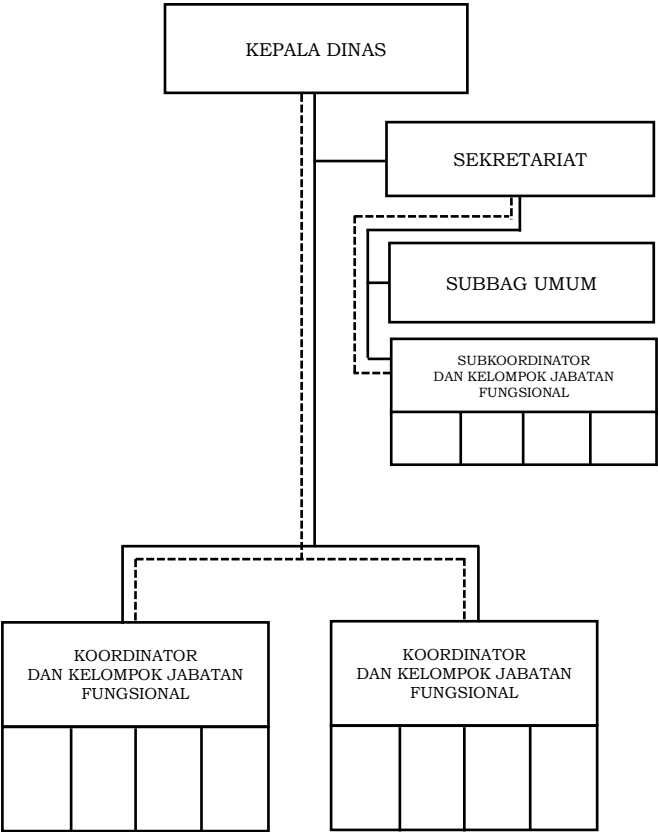 KEPALA DINAS
SEKRETARIAT
SUBBAG UMUM
SUBKOORDINATOR
DAN KELOMPOK JABATAN
FUNGSIONAL
KOORDINATOR
DAN KELOMPOK JABATAN
FUNGSIONAL
KOORDINATOR
DAN KELOMPOK JABATAN
FUNGSIONAL